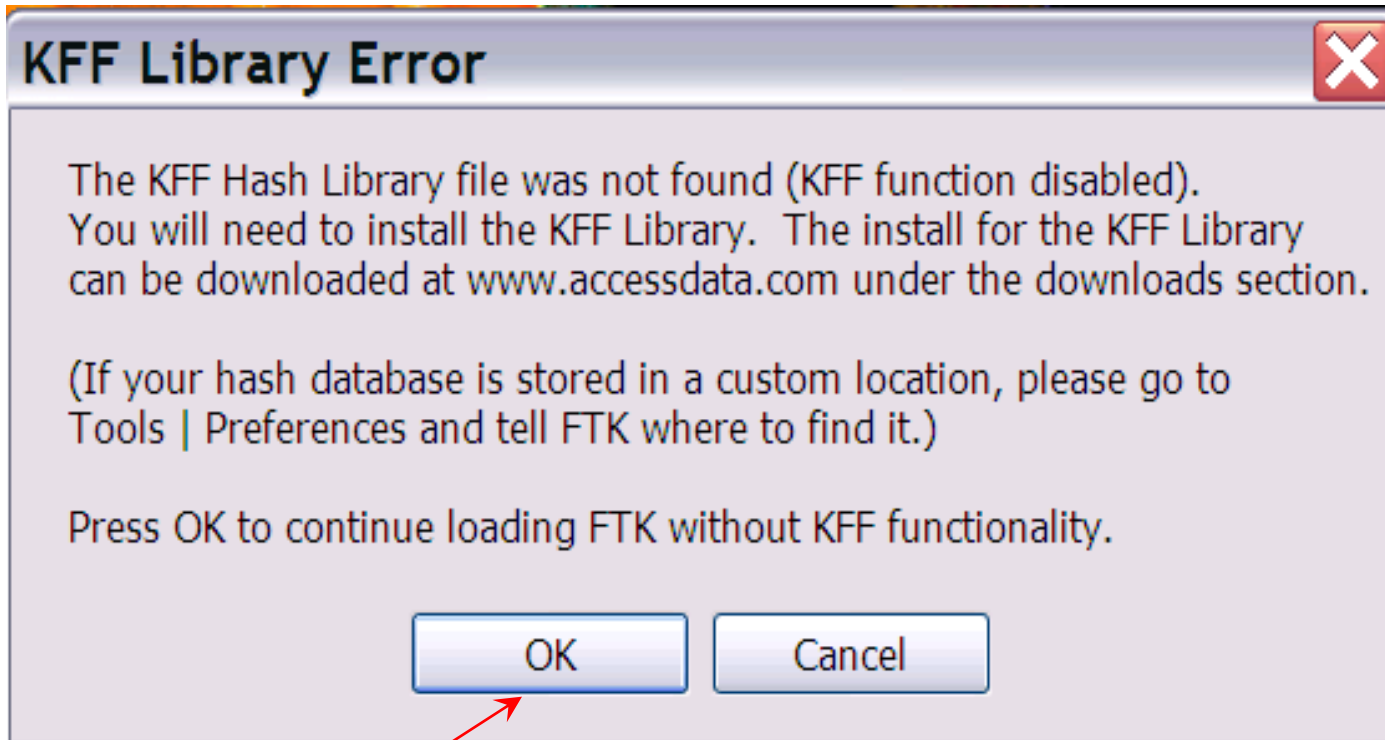 KFF Library Error
The KFF Hash Library file was not found (KFF function disabled).
You will need to install the KFF Library.  The install for the KFF Library
can be downloaded at www.accessdata.com under the downloads section.
(If your hash database is stored in a custom location, please go to
Tools | Preferences and tell FTK where to find it.)
Press OK to continue loading FTK without KFF functionality.
OK
Cancel